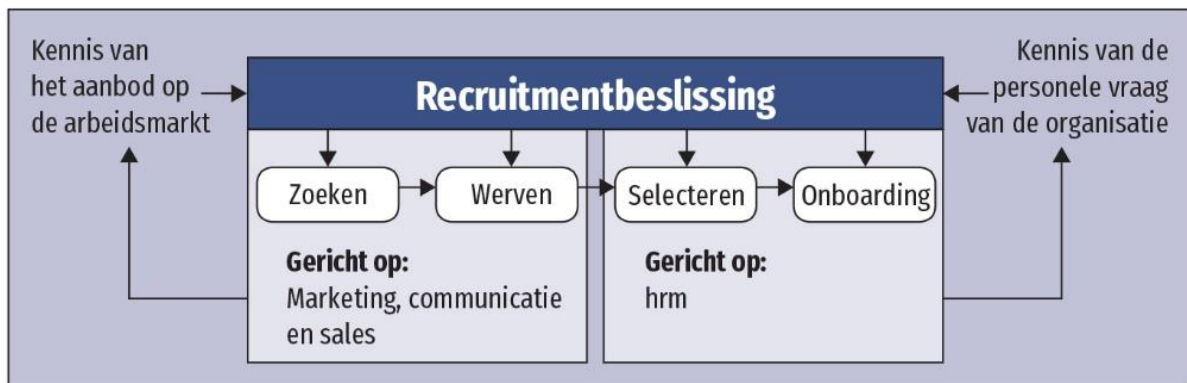 Kennis van
het aanbod op
de arbeidsmarkt
Recruitmentbeslissing
Kennis van de
personele vraag
van de organisatie
Zoeken
Werven
Selecteren
Onboarding
Gericht op:
Marketing, communicatie
en sales
Gericht op:
hrm